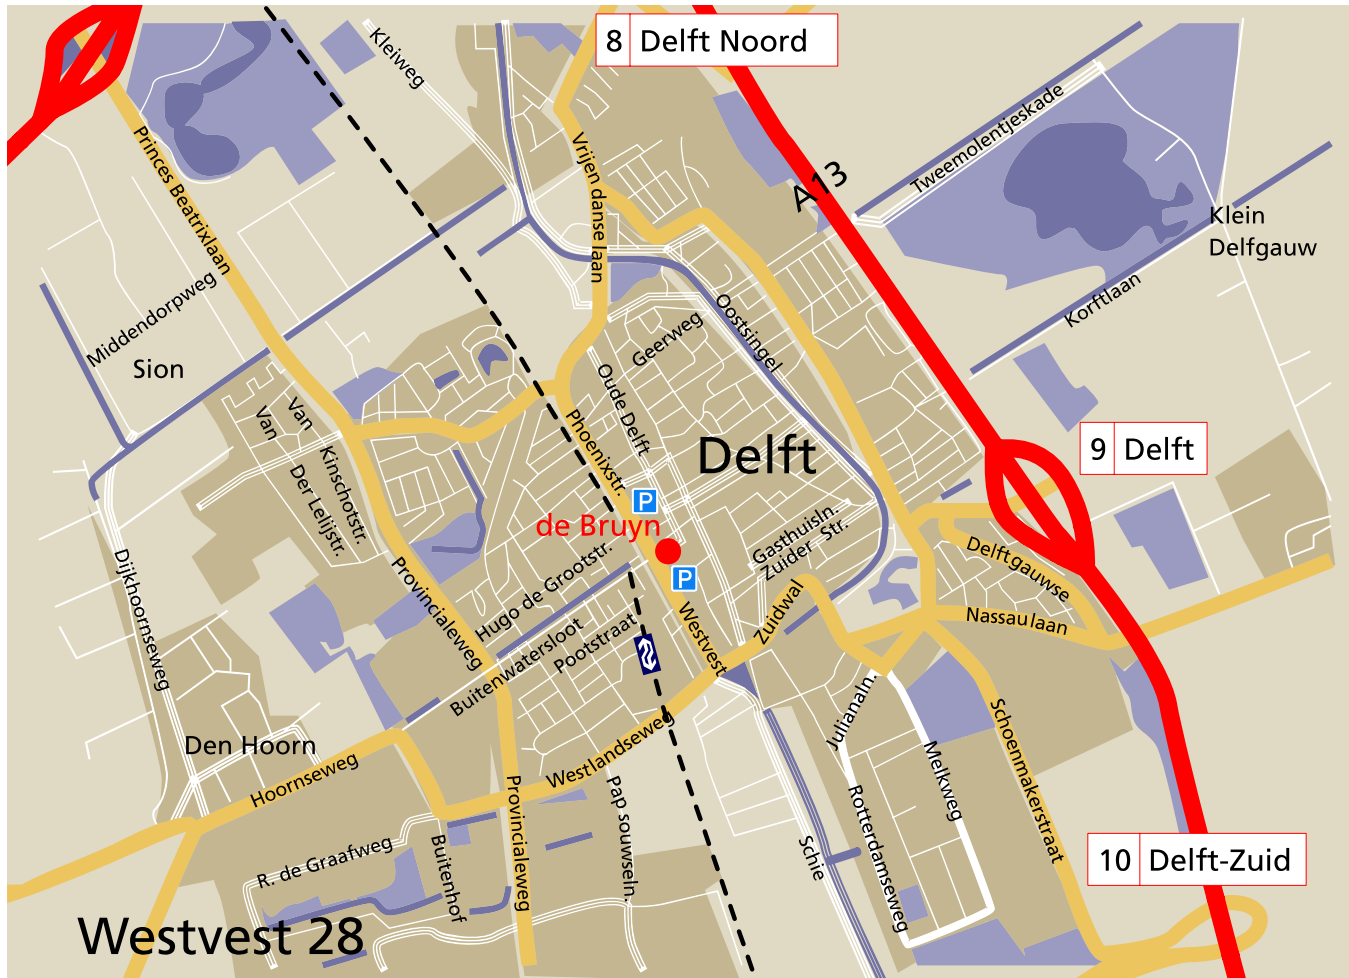 8 Delft Noord
Kleiweg
A13
Tweemolentjeskade
Princes Beatrixlaan
Vrijen danse laan
Klein
Delfgauw
Middendorpweg
Korftlaan
Sion
Geerweg
Oostsingel
Oude Delft
Van
Van
Kinschotstr.
Der Lelijstr.
Phoenixstr.
Delft
9 Delft
P
de Bruyn
Gasthuisln.
Zuider Str.
Delftgauwse
Dijkhoornseweg
Provincialeweg
Hugo de Grootstr.
P
Westvest
Zuidwal
Nassaulaan
Buitenwatersloot
Pootstraat
Julianaln.
Den Hoorn
Hoornseweg
Westlandseweg
Melkweg
Schoenmakerstraat
Provincialeweg
Pap souwseln.
Rotterdamseweg
Schie
R. de Graafweg
Buitenhof
10 Delft-Zuid
Westvest 28